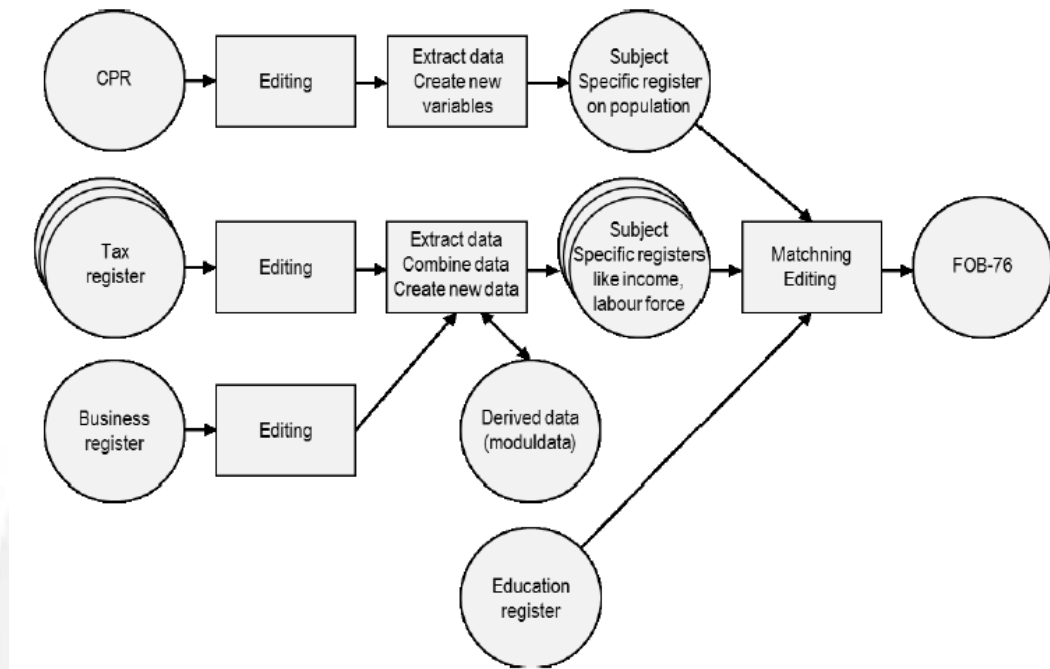 CPR
Editing
Extract data
Create new
variables
Subject
Specific register
on population
Tax
register
Editing
Extract data
Combine data
Create new data
Subject
Specific registers
like income,
labour force
Matchning
Editing
FOB-76
Business
register
Editing
Derived data
(moduldata)
Education
register